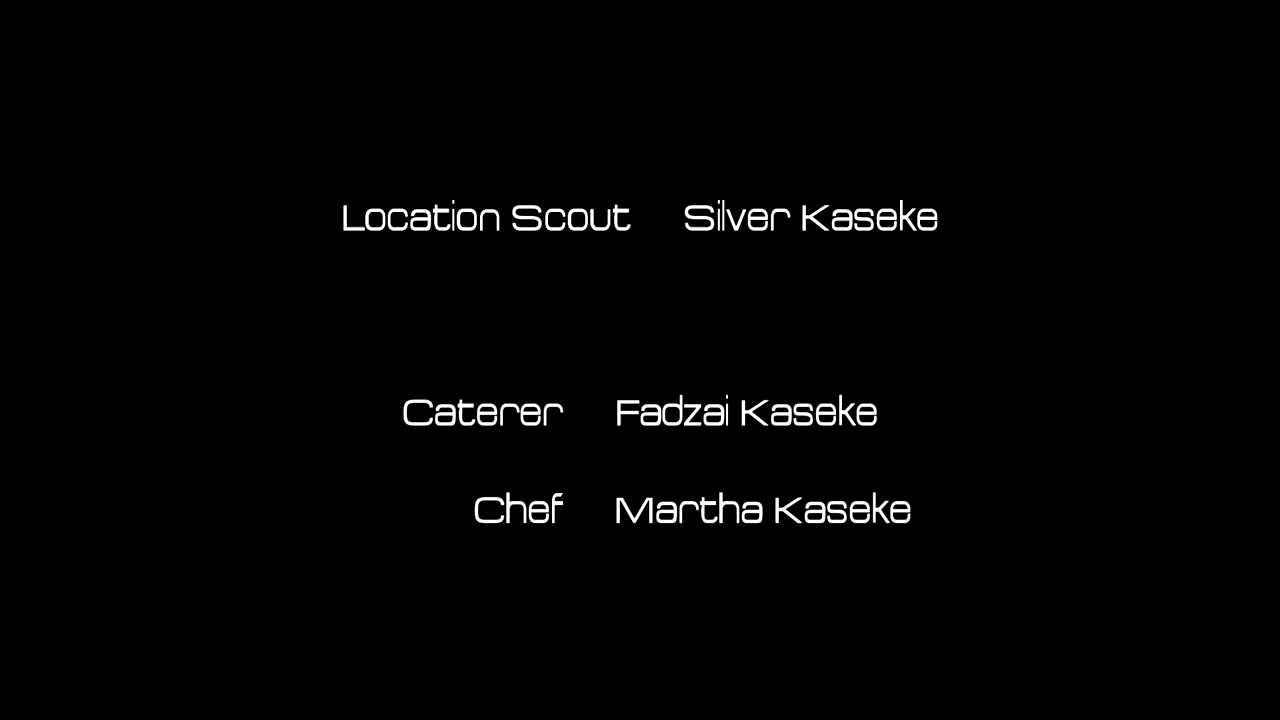 Location Scout Silver Kaseke
Caterer Fadzai Kaseke
Chef Martha Kaseke